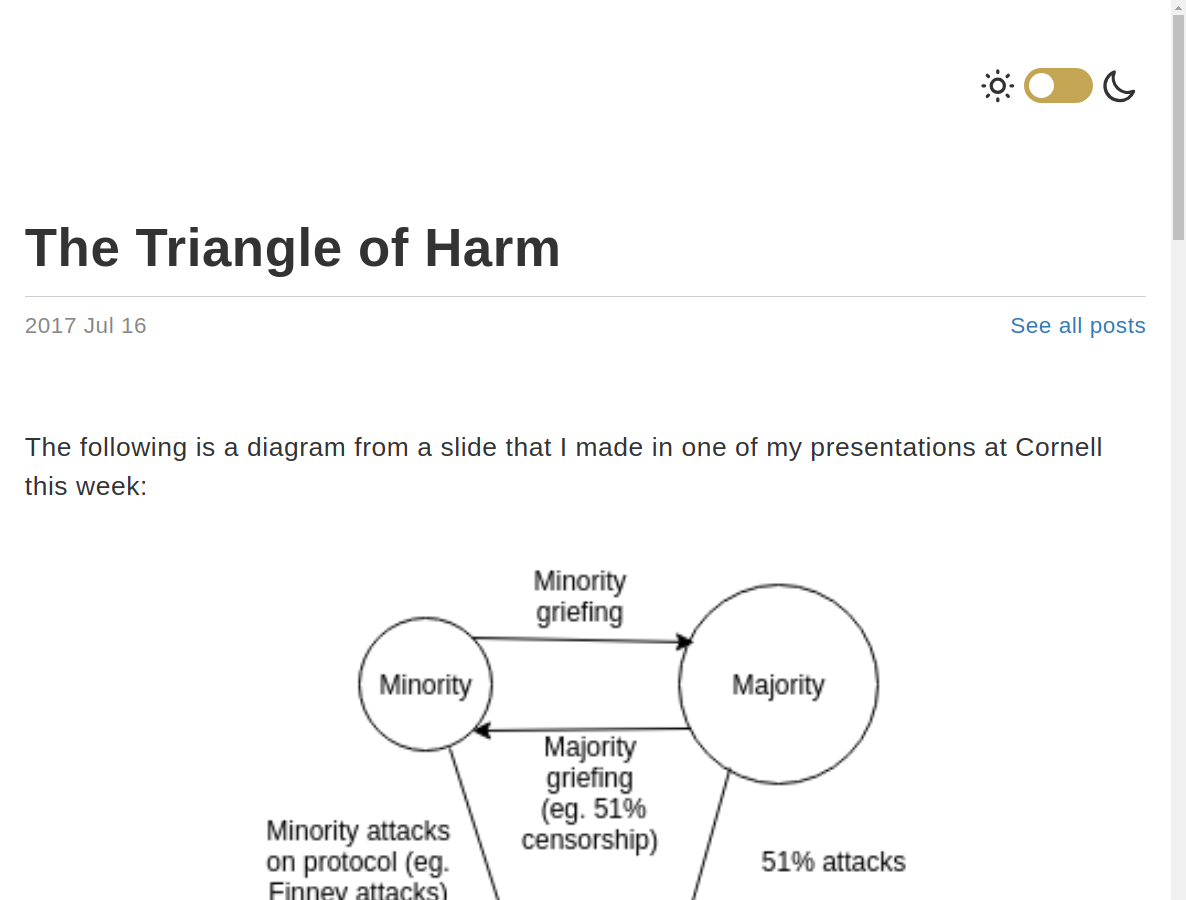 The Triangle of Harm
2017 Jul 16
See all posts
The following is a diagram from a slide that I made in one of my presentations at Cornell
this week:
Minority
griefing
Minority
Majority
Majority
griefing
(eg. 51%
censorship)
Minority attacks
on protocol (eg.
Finney attacks)
51% attacks